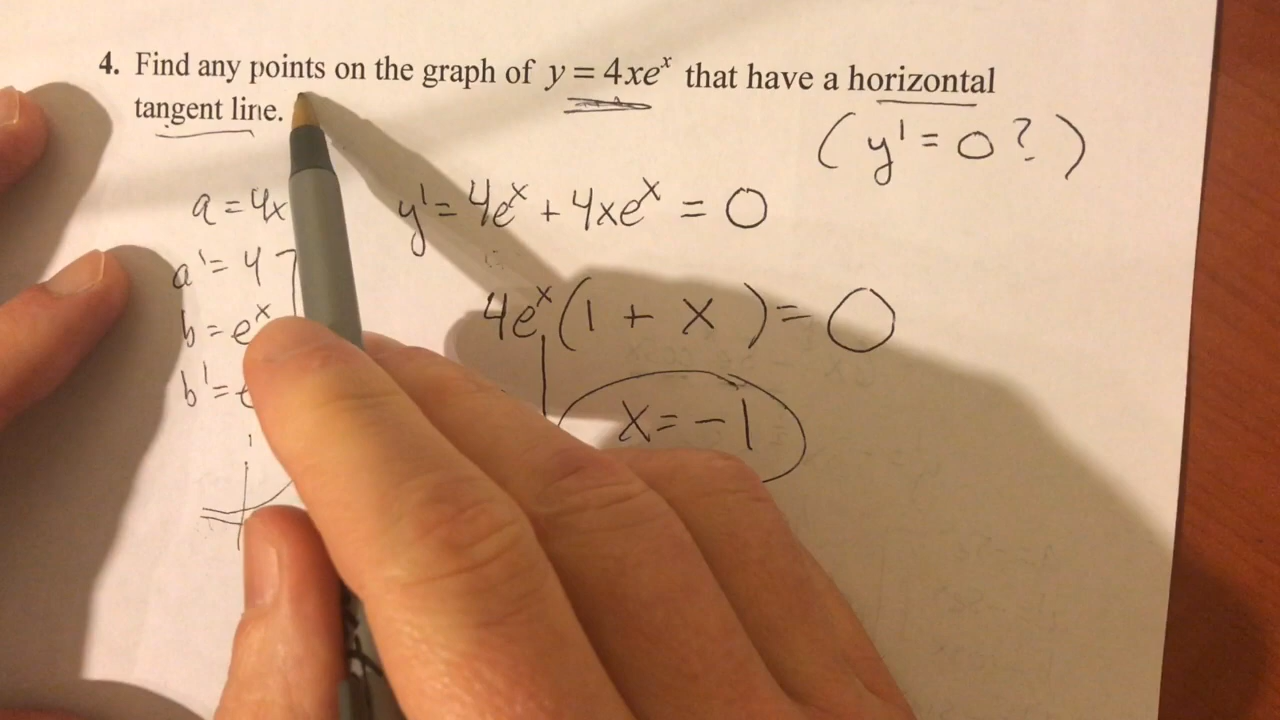 4. Find any points on the graph of y = 4xe^x that have a horizontal
tangent line.
(y' = 0?)
a = 4x
y' = 4e^x + 4xe^x = 0
a' = 4
b = e^x
4e^x(1 + x) = 0
b' =
x = -1